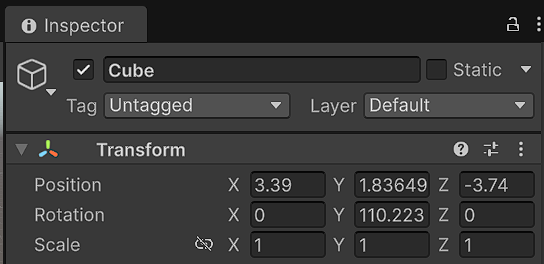 Inspector
Cube Static
Tag Untagged Layer Default
Transform
Position X 3.39 Y 1.83649 Z -3.74
Rotation X 0 Y 110.223 Z 0
Scale X 1 Y 1 Z 1